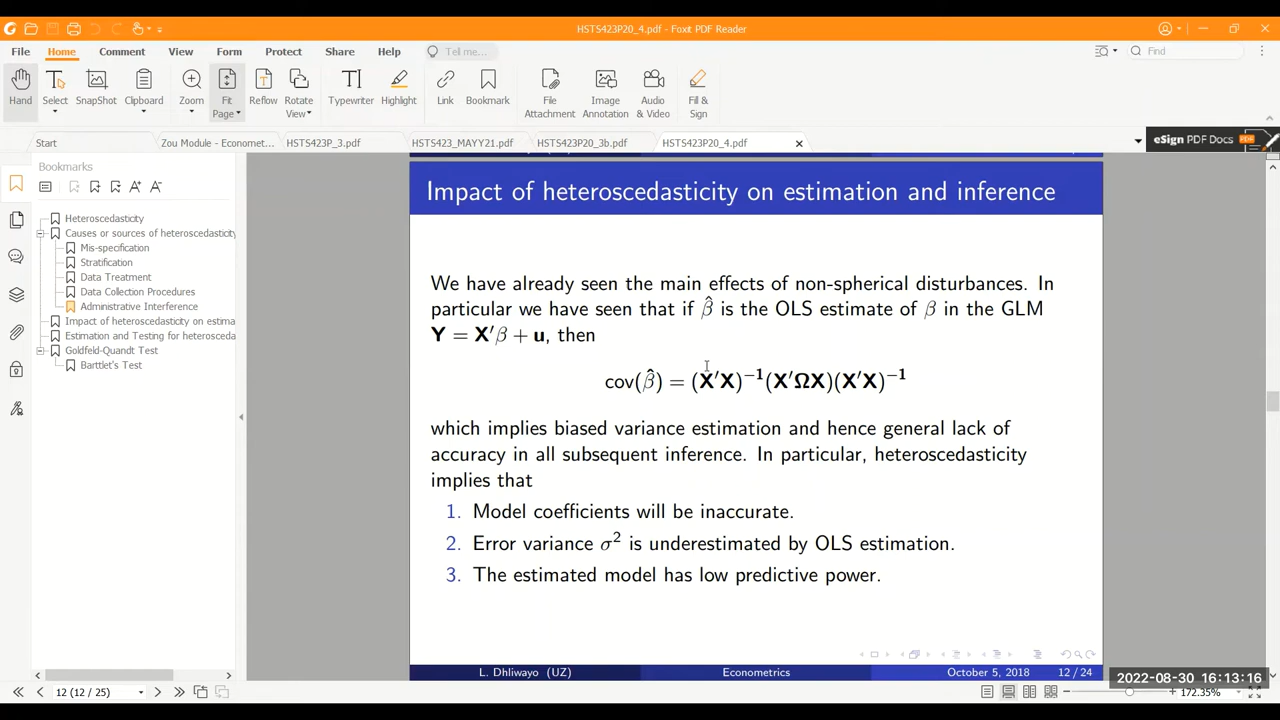 HSTS423P20_4.pdf - Foxit PDF Reader
File Home Comment View Form Protect Share Help Tell me... Find
Hand Select SnapShot Clipboard Zoom Fit Page Reflow Rotate View Typewriter Highlight Link Bookmark File Attachment Image Annotation Audio & Video Fill & Sign
Start Zou Module - Economet... HSTS423P_3.pdf HSTS423_MAYY21.pdf HSTS423P20_3b.pdf HSTS423P20_4.pdf eSign PDF Docs
Bookmarks
Heteroscedasticity
Causes or sources of heteroscedasticity
Mis-specification
Stratification
Data Treatment
Data Collection Procedures
Administrative Interference
Impact of heteroscedasticity on estima
Estimation and Testing for heterosceda
Goldfeld-Quandt Test
Barttlet's Test
Impact of heteroscedasticity on estimation and inference
We have already seen the main effects of non-spherical disturbances. In
particular we have seen that if β̂ is the OLS estimate of β in the GLM
Y = X′β + u, then
cov(β̂) = (X′X)⁻¹(X′ΩX)(X′X)⁻¹
which implies biased variance estimation and hence general lack of
accuracy in all subsequent inference. In particular, heteroscedasticity
implies that
1. Model coefficients will be inaccurate.
2. Error variance σ² is underestimated by OLS estimation.
3. The estimated model has low predictive power.
L. Dhliwayo (UZ) Econometrics October 5, 2018 12 / 24
12 (12 / 25)
2022-08-30 16:13:16
172.35%